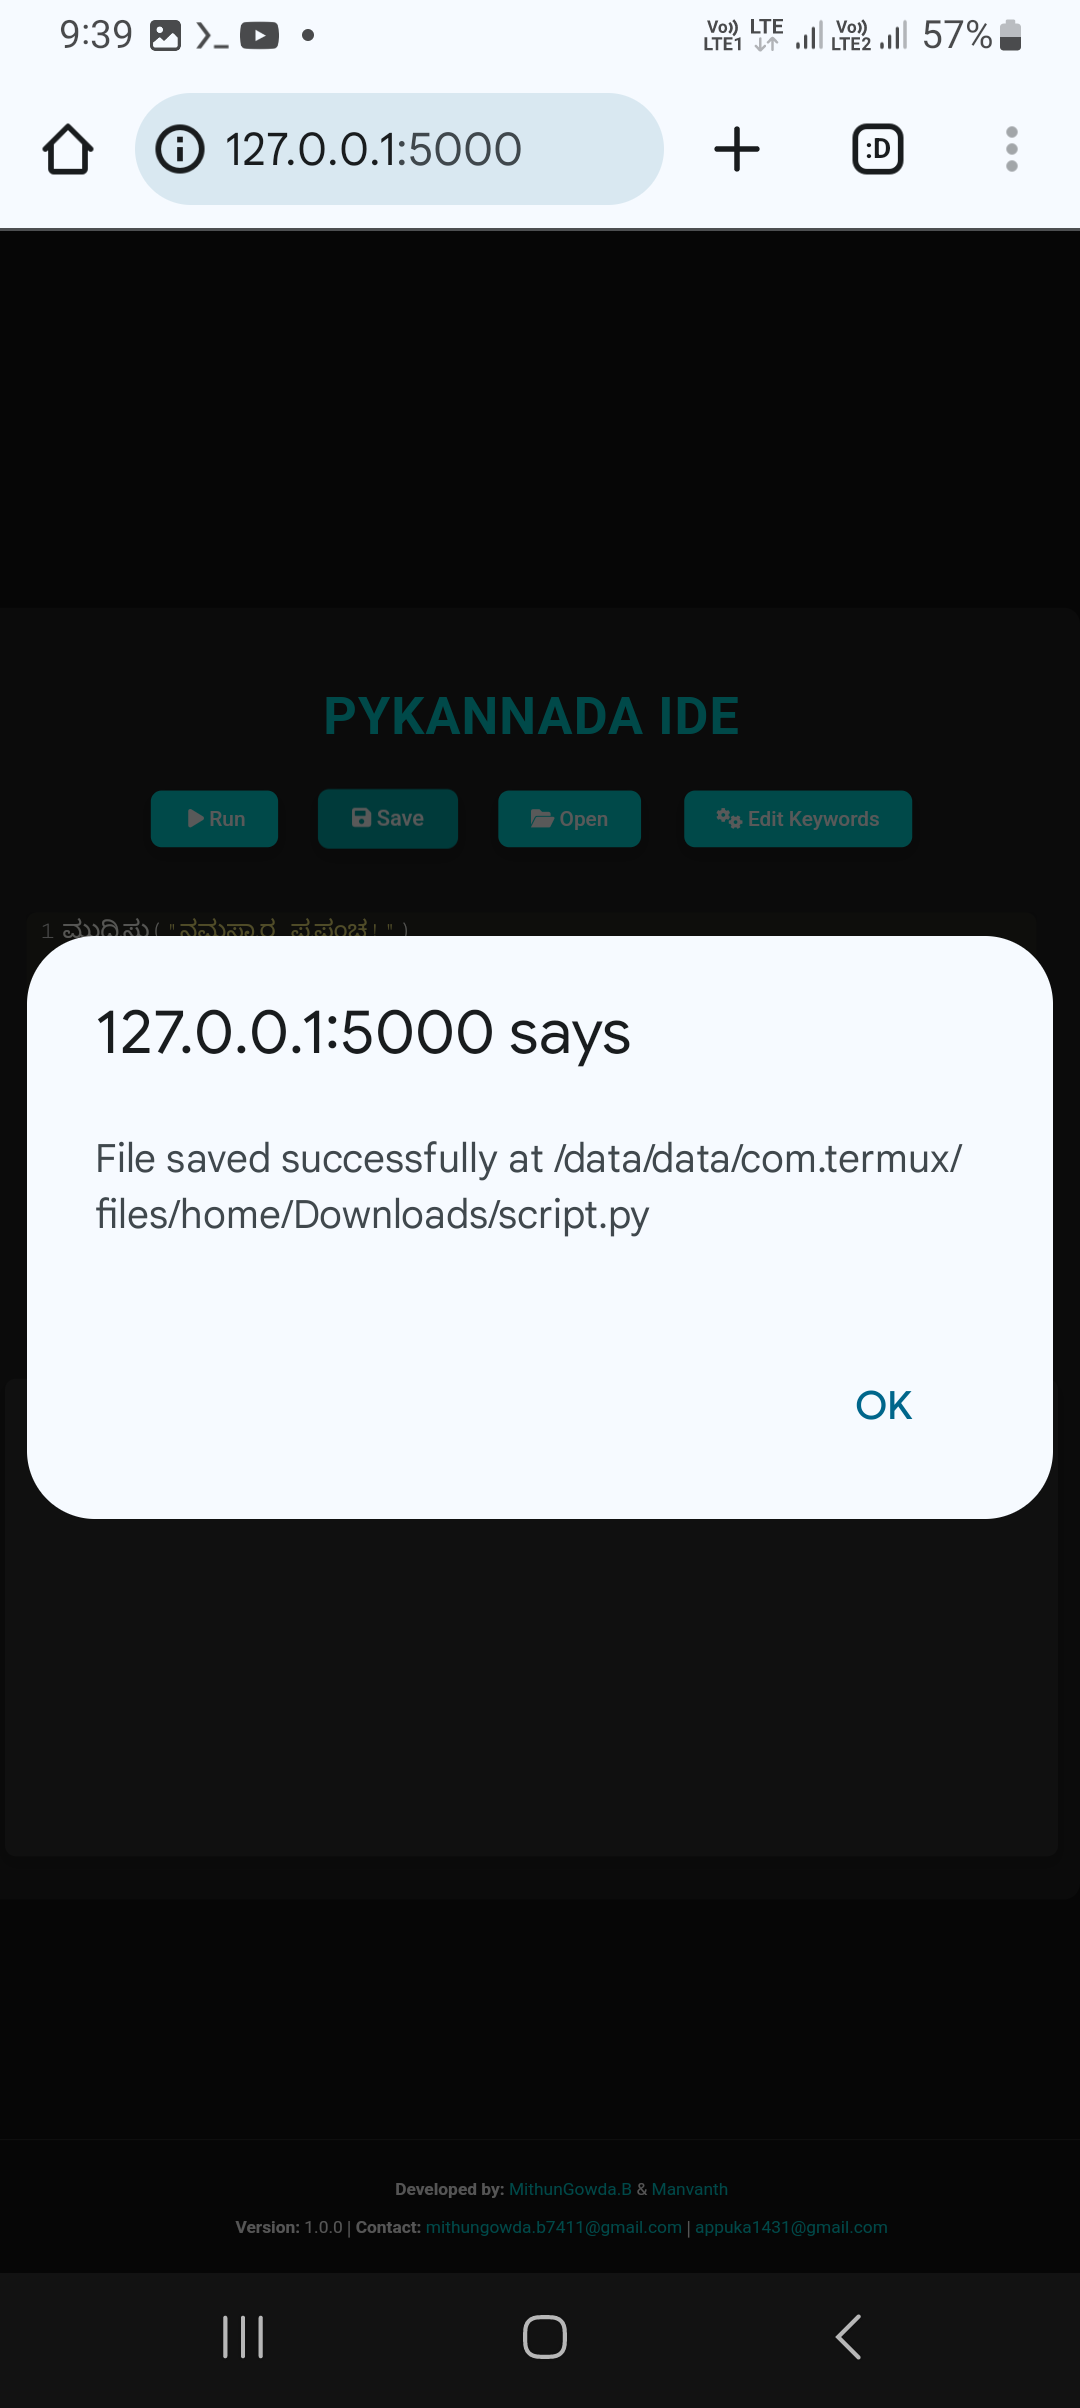 9:39 Vo)) LTE1 LTE Vo)) LTE2 57%
127.0.0.1:5000 :D
PYKANNADA IDE
Run Save Open Edit Keywords
1 ಮುದ್ರಿಸು("ನಮಸ್ಕಾರ ಪ್ರಪಂಚ!")
127.0.0.1:5000 says
File saved successfully at /data/data/com.termux/
files/home/Downloads/script.py
OK
Developed by: MithunGowda.B & Manvanth
Version: 1.0.0 | Contact: mithungowda.b7411@gmail.com | appuka1431@gmail.com